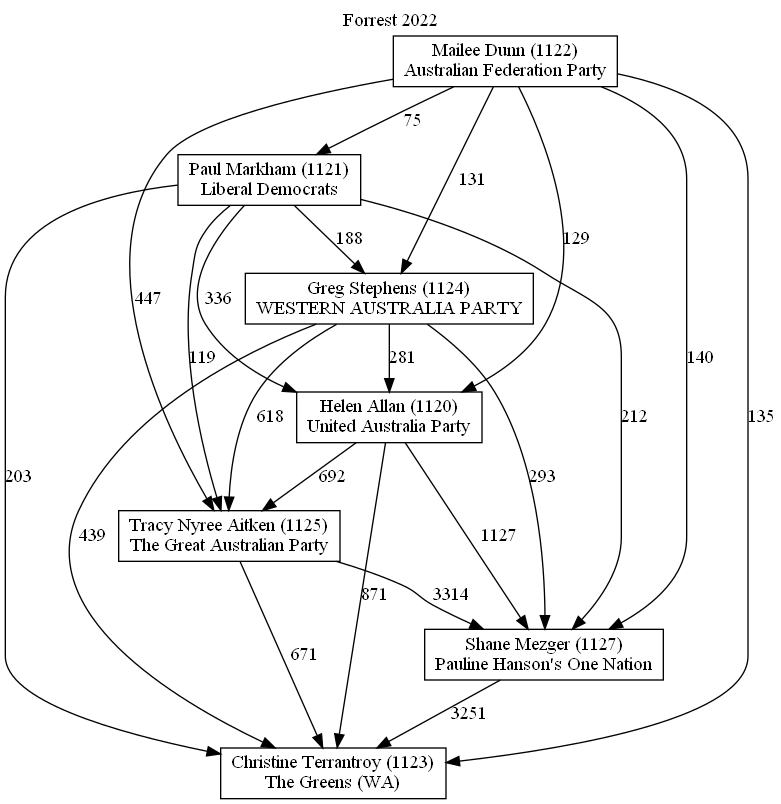 Forrest 2022
Mailee Dunn (1122)
Australian Federation Party
75
Paul Markham (1121)
Liberal Democrats
131
188
129
Greg Stephens (1124)
WESTERN AUSTRALIA PARTY
447
336
119
281
140
135
Helen Allan (1120)
United Australia Party
618
212
203
692
293
Tracy Nyree Aitken (1125)
The Great Australian Party
439
1127
871
3314
Shane Mezger (1127)
Pauline Hanson's One Nation
671
3251
Christine Terrantroy (1123)
The Greens (WA)